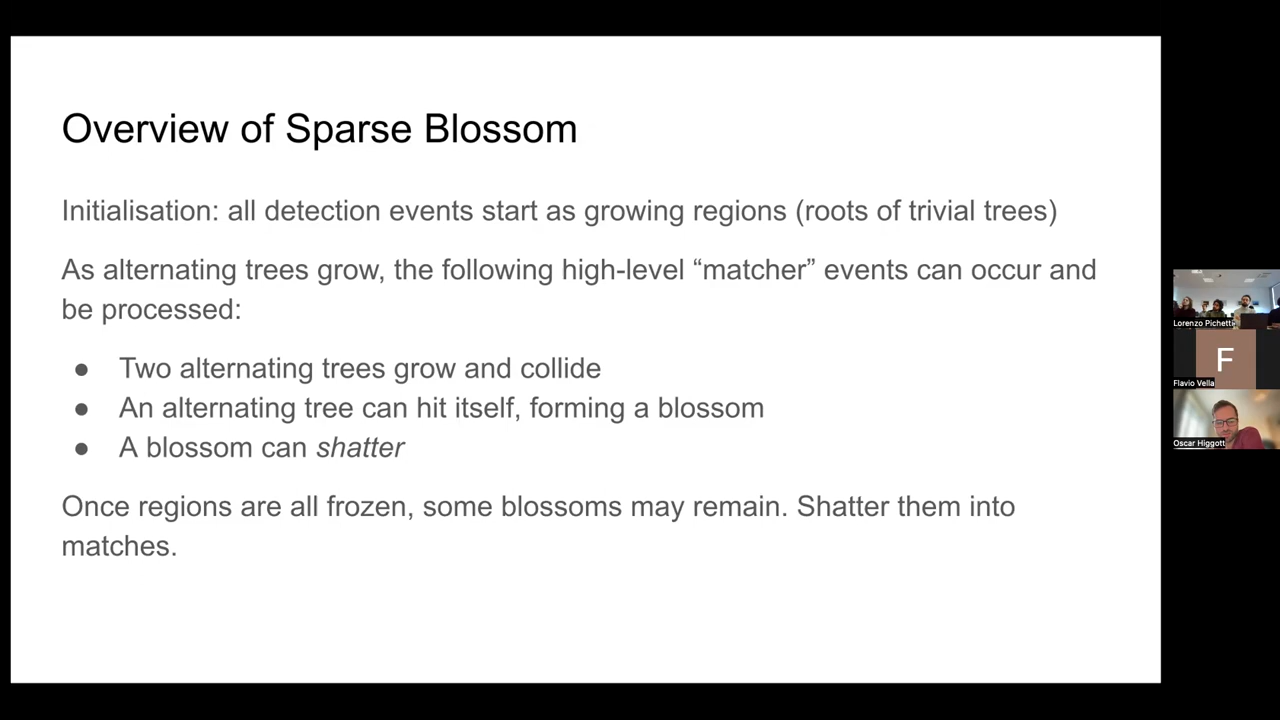 Overview of Sparse Blossom
Initialisation: all detection events start as growing regions (roots of trivial trees)
As alternating trees grow, the following high-level “matcher” events can occur and
be processed:
● Two alternating trees grow and collide
● An alternating tree can hit itself, forming a blossom
● A blossom can shatter
Once regions are all frozen, some blossoms may remain. Shatter them into
matches.
Lorenzo Pichetti
F
Flavio Vella
Oscar Higgott